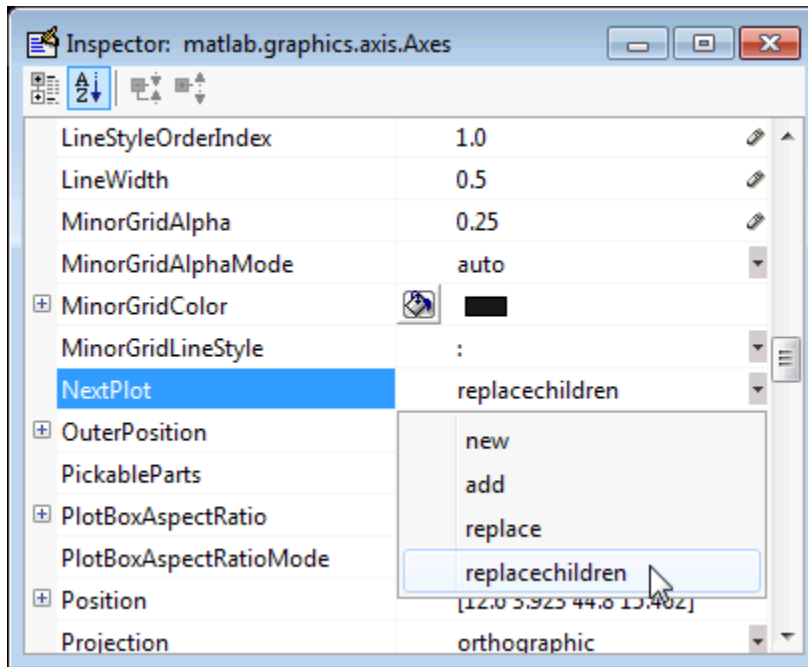 Inspector: matlab.graphics.axis.Axes
LineStyleOrderIndex 1.0
LineWidth 0.5
MinorGridAlpha 0.25
MinorGridAlphaMode auto
MinorGridColor
MinorGridLineStyle :
NextPlot replacechildren
OuterPosition
new
PickableParts
add
PlotBoxAspectRatio
replace
PlotBoxAspectRatioMode
replacechildren
Position
Projection orthographic